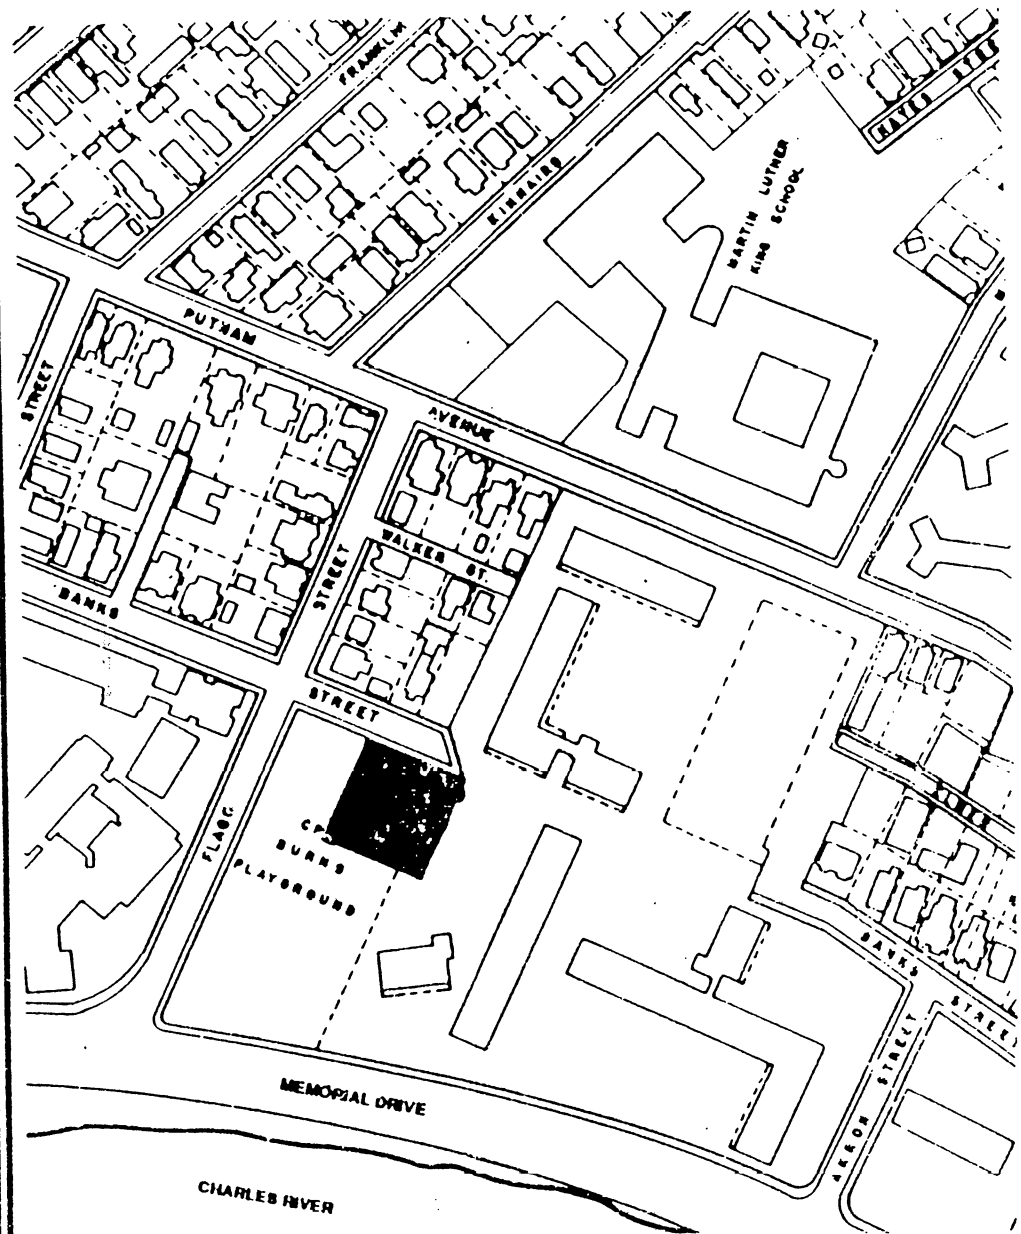 FRANKLIN
HAYES
KINNAIRD
MARTIN LUTHER
KING SCHOOL
PUTNAM
STREET
AVENUE
WALKER ST.
STREET
BANKS
STREET
FLAGG
BURNS
PLAYGROUND
BANKS
STREET
AKRON STREET
MEMORIAL DRIVE
CHARLES RIVER